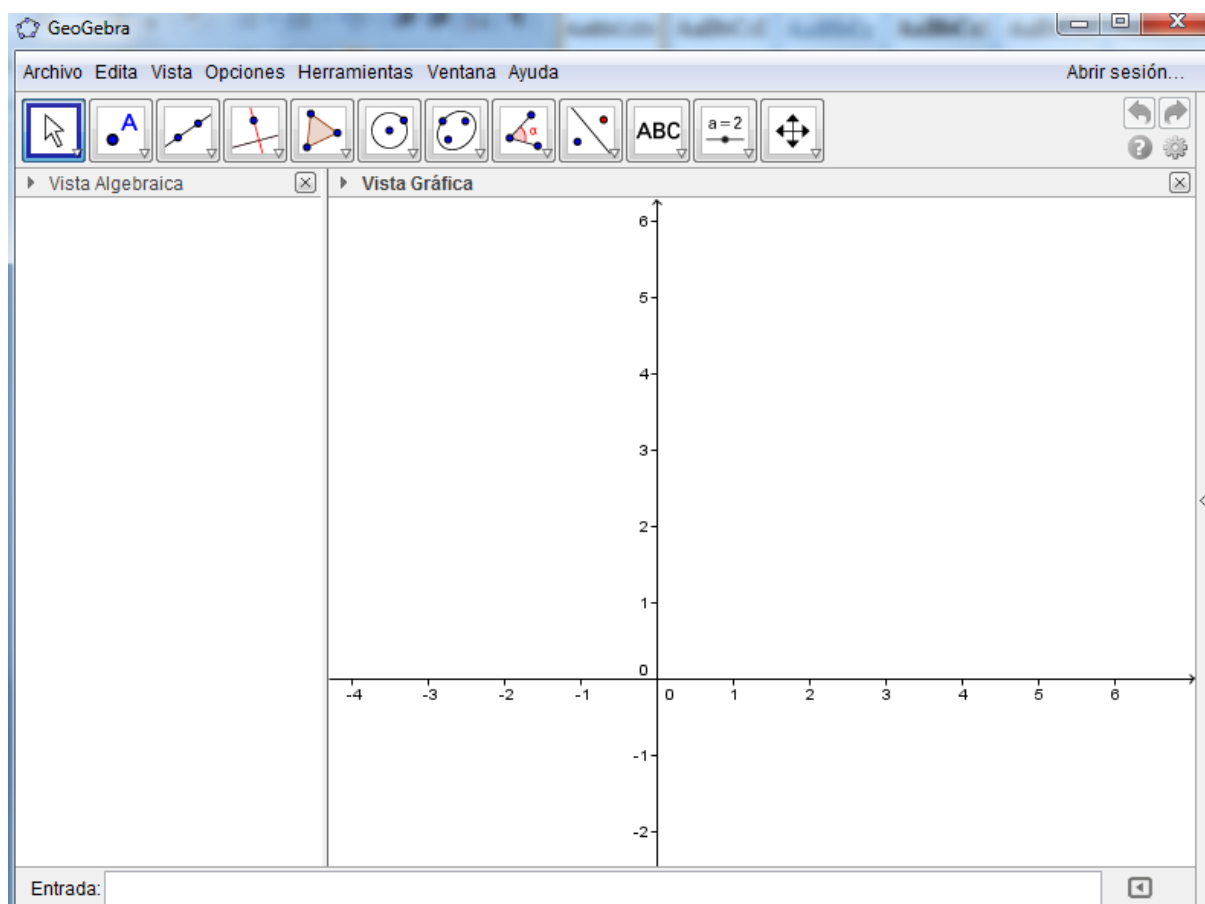 GeoGebra
Archivo Edita Vista Opciones Herramientas Ventana Ayuda Abrir sesión...
A α ABC a=2
Vista Algebraica Vista Gráfica
6
5
4
3
2
1
0
-4 -3 -2 -1 0 1 2 3 4 5 6
-1
-2
Entrada: